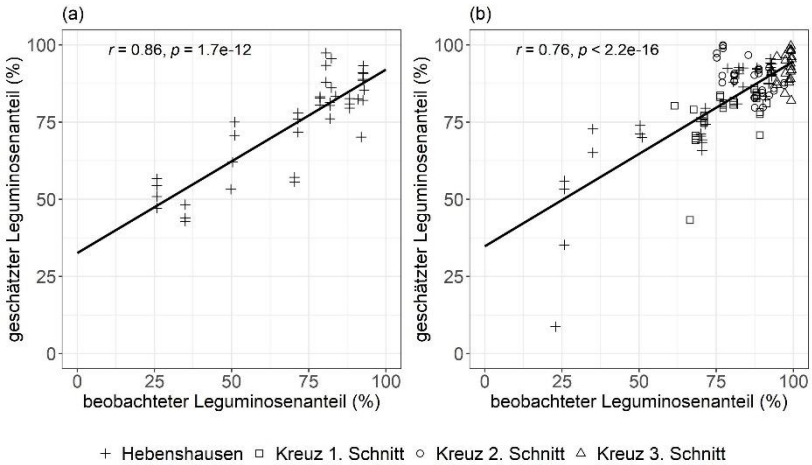 (a)
r = 0.86, p = 1.7e-12
geschätzter Leguminosenanteil (%)
100
75
50
25
0
0 25 50 75 100
beobachteter Leguminosenanteil (%)
(b)
r = 0.76, p < 2.2e-16
geschätzter Leguminosenanteil (%)
100
75
50
25
0
0 25 50 75 100
beobachteter Leguminosenanteil (%)
Hebenshausen Kreuz 1. Schnitt Kreuz 2. Schnitt Kreuz 3. Schnitt